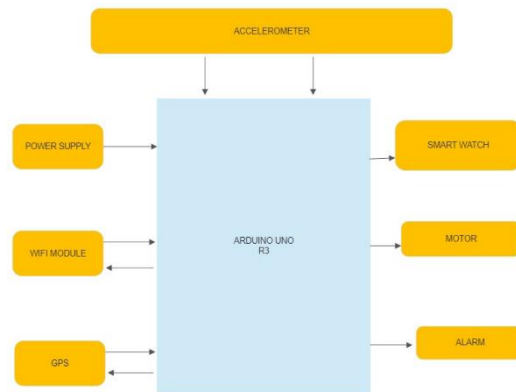 ACCELEROMETER
POWER SUPPLY
SMART WATCH
WIFI MODULE
ARDUINO UNO
R3
MOTOR
GPS
ALARM